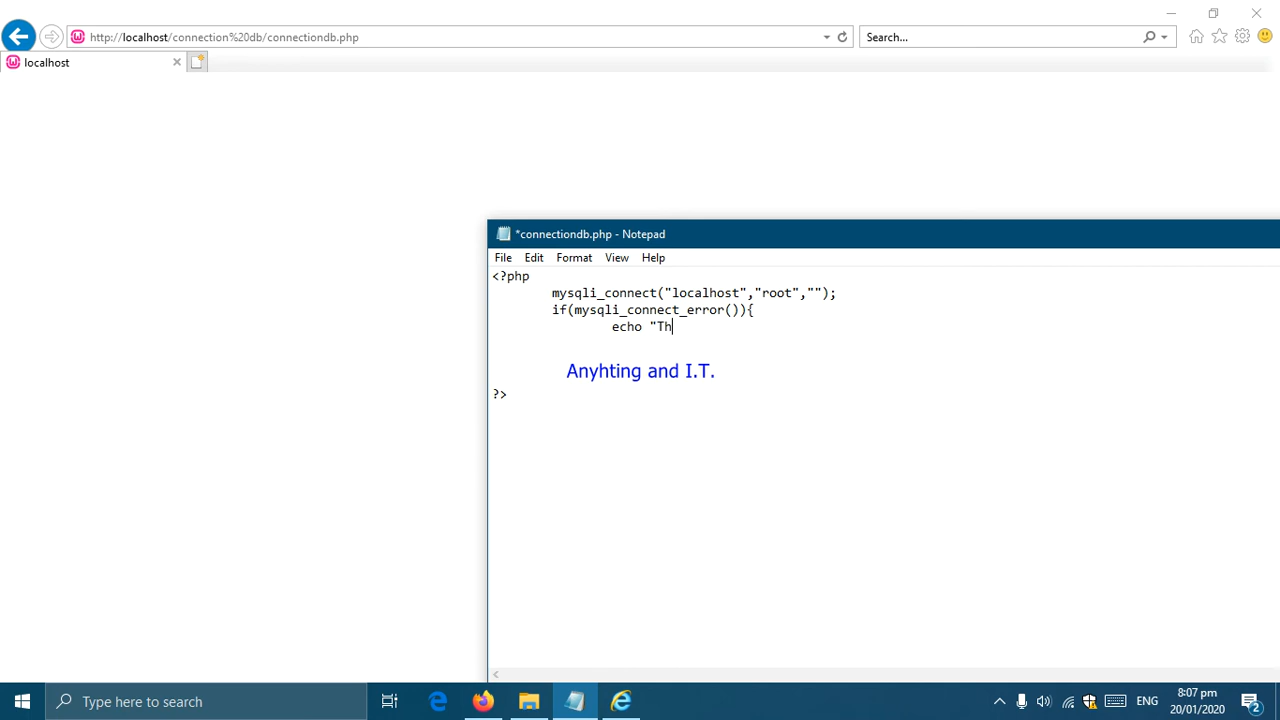 http://localhost/connection%20db/connectiondb.php
Search...
localhost
*connectiondb.php - Notepad
File Edit Format View Help
<?php
mysqli_connect("localhost","root","");
if(mysqli_connect_error()){
echo "Th
Anyhting and I.T.
?>
Type here to search
ENG
8:07 pm
20/01/2020
2